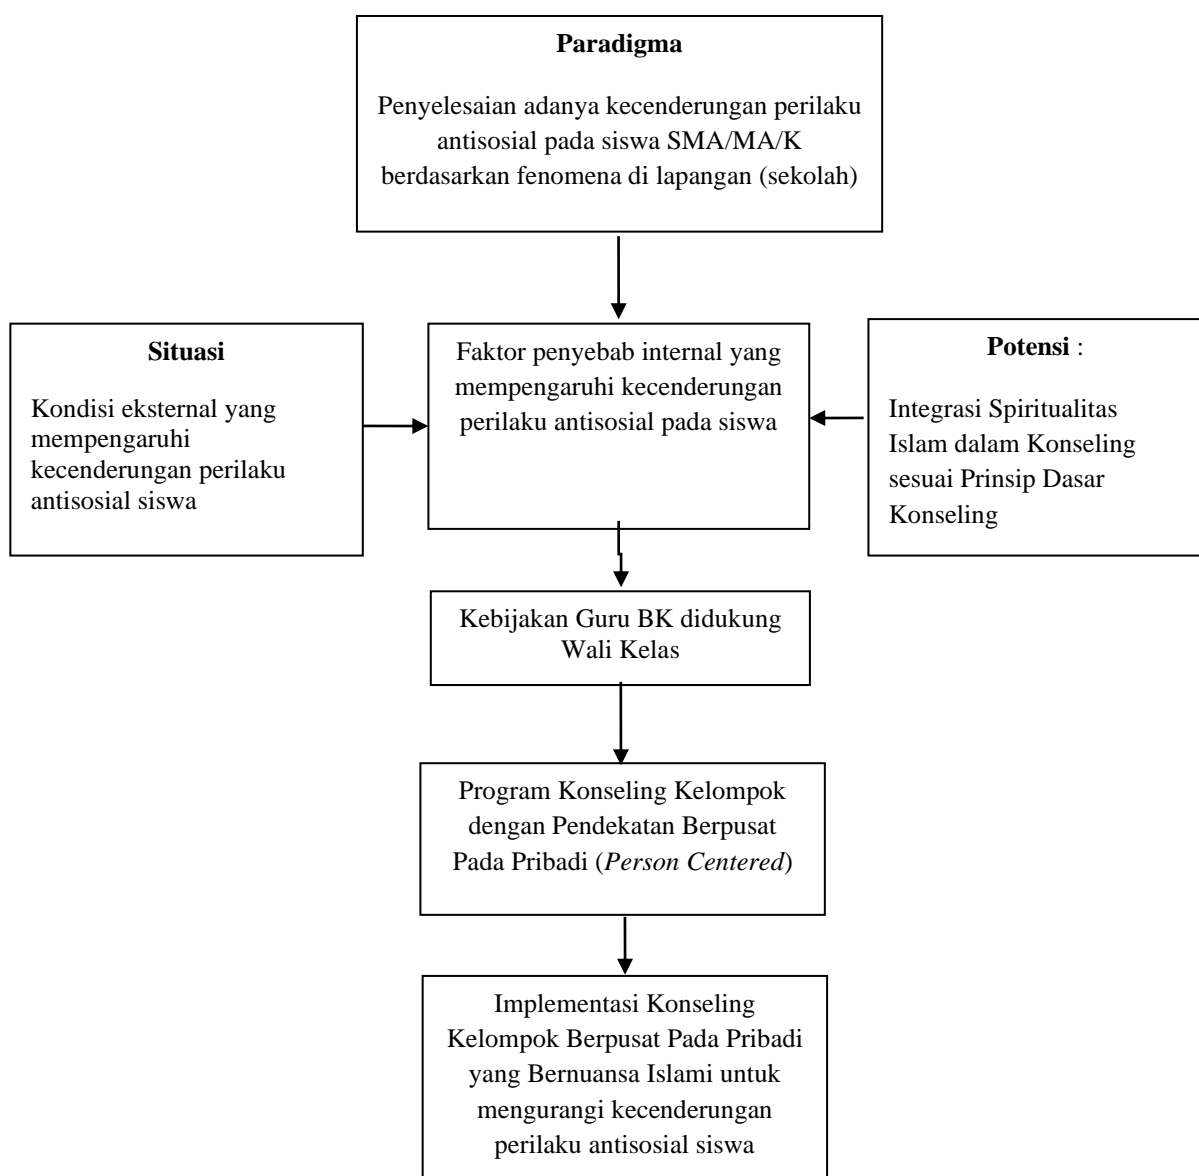 Paradigma
Penyelesaian adanya kecenderungan perilaku
antisosial pada siswa SMA/MA/K
berdasarkan fenomena di lapangan (sekolah)
Situasi
Kondisi eksternal yang
mempengaruhi
kecenderungan perilaku
antisosial siswa
Faktor penyebab internal yang
mempengaruhi kecenderungan
perilaku antisosial pada siswa
Potensi :
Integrasi Spiritualitas
Islam dalam Konseling
sesuai Prinsip Dasar
Konseling
Kebijakan Guru BK didukung
Wali Kelas
Program Konseling Kelompok
dengan Pendekatan Berpusat
Pada Pribadi (Person Centered)
Implementasi Konseling
Kelompok Berpusat Pada Pribadi
yang Bernuansa Islami untuk
mengurangi kecenderungan
perilaku antisosial siswa